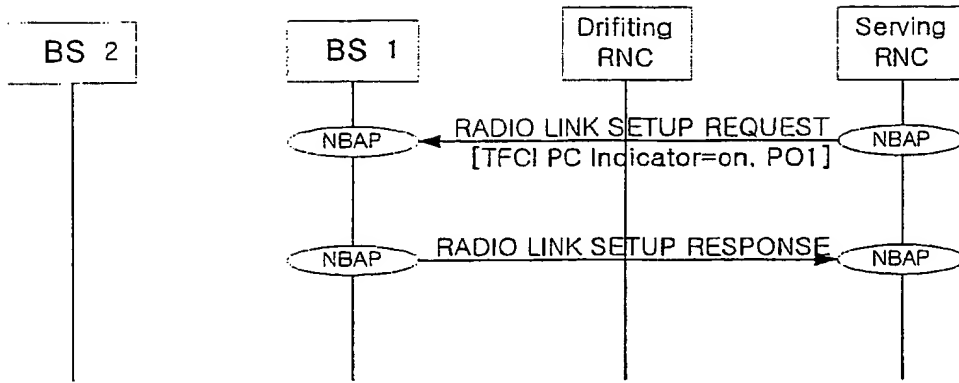 BS 2
BS 1
Drifiting
RNC
Serving
RNC
RADIO LINK SETUP REQUEST
NBAP
NBAP
[TFCI PC Indicator=on, PO1]
RADIO LINK SETUP RESPONSE
NBAP
NBAP